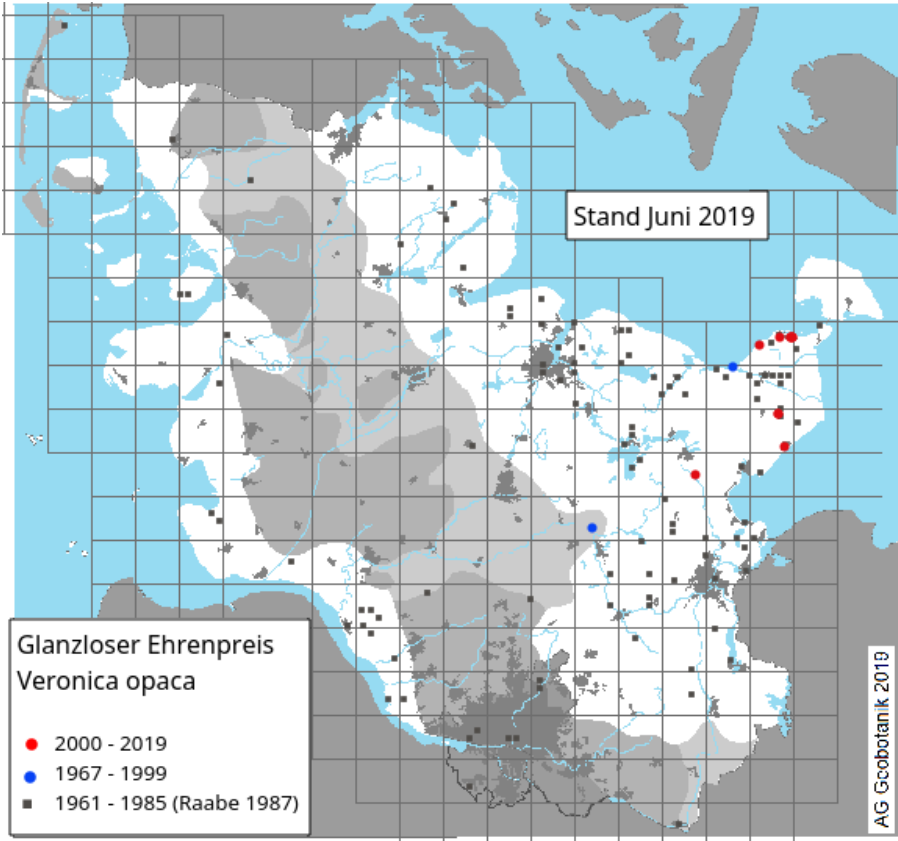 Stand Juni 2019
Glanzloser Ehrenpreis
Veronica opaca
2000 - 2019
1967 - 1999
1961 - 1985 (Raabe 1987)
AG Geobotanik 2019